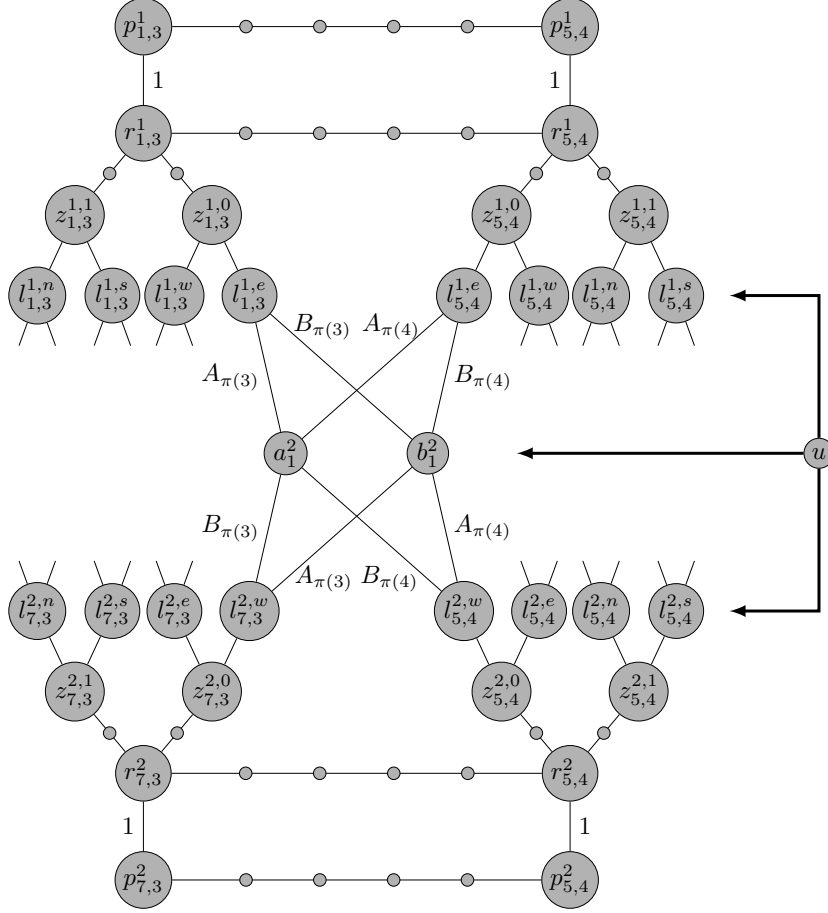 p^1_{1,3} p^1_{5,4}
1 1
r^1_{1,3} r^1_{5,4}
z^{1,1}_{1,3} z^{1,0}_{1,3} z^{1,0}_{5,4} z^{1,1}_{5,4}
l^{1,n}_{1,3} l^{1,s}_{1,3} l^{1,w}_{1,3} l^{1,e}_{1,3} l^{1,e}_{5,4} l^{1,w}_{5,4} l^{1,n}_{5,4} l^{1,s}_{5,4}
B_{π(3)} A_{π(4)}
A_{π(3)} B_{π(4)}
a^2_1 b^2_1 u
B_{π(3)} A_{π(4)}
A_{π(3)} B_{π(4)}
l^{2,n}_{7,3} l^{2,s}_{7,3} l^{2,e}_{7,3} l^{2,w}_{7,3} l^{2,w}_{5,4} l^{2,e}_{5,4} l^{2,n}_{5,4} l^{2,s}_{5,4}
z^{2,1}_{7,3} z^{2,0}_{7,3} z^{2,0}_{5,4} z^{2,1}_{5,4}
r^2_{7,3} r^2_{5,4}
1 1
p^2_{7,3} p^2_{5,4}